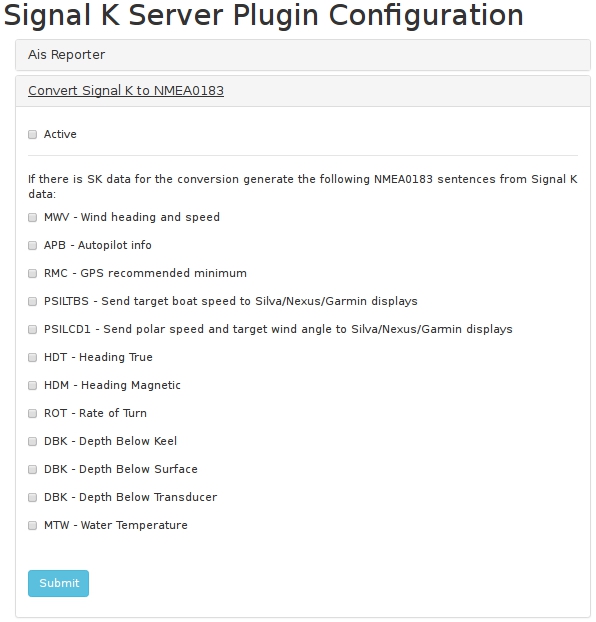 Signal K Server Plugin Configuration
Ais Reporter
Convert Signal K to NMEA0183
Active
If there is SK data for the conversion generate the following NMEA0183 sentences from Signal K
data:
MWV - Wind heading and speed
APB - Autopilot info
RMC - GPS recommended minimum
PSILTBS - Send target boat speed to Silva/Nexus/Garmin displays
PSILCD1 - Send polar speed and target wind angle to Silva/Nexus/Garmin displays
HDT - Heading True
HDM - Heading Magnetic
ROT - Rate of Turn
DBK - Depth Below Keel
DBK - Depth Below Surface
DBK - Depth Below Transducer
MTW - Water Temperature
Submit